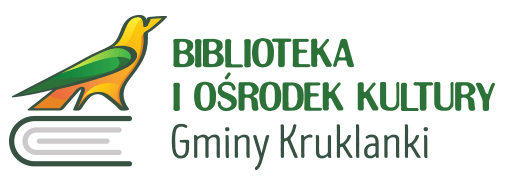 BIBLIOTEKA
I OŚRODEK KULTURY
Gminy Kruklanki